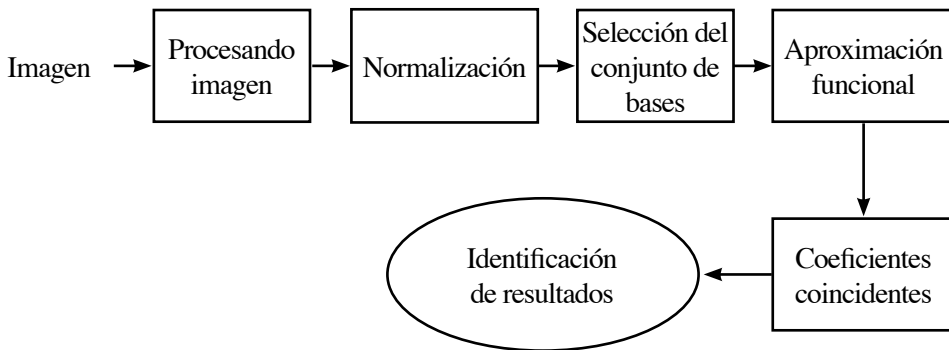 Imagen
Procesando
imagen
Normalización
Selección del
conjunto de
bases
Aproximación
funcional
Coeficientes
coincidentes
Identificación
de resultados